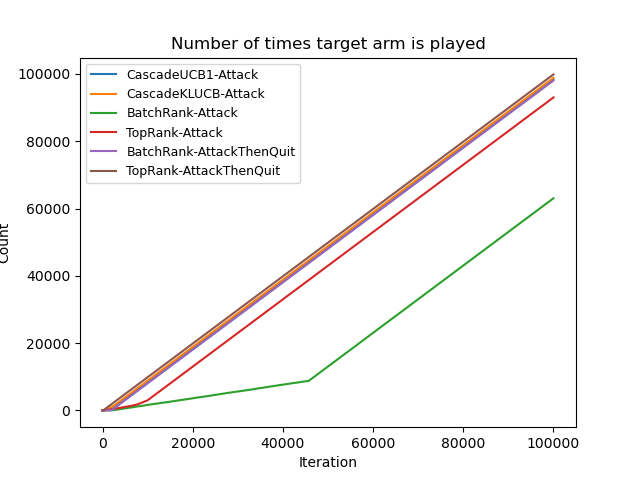 Number of times target arm is played
CascadeUCB1-Attack
CascadeKLUCB-Attack
BatchRank-Attack
TopRank-Attack
BatchRank-AttackThenQuit
TopRank-AttackThenQuit
100000
80000
60000
40000
20000
0
Count
0 20000 40000 60000 80000 100000
Iteration